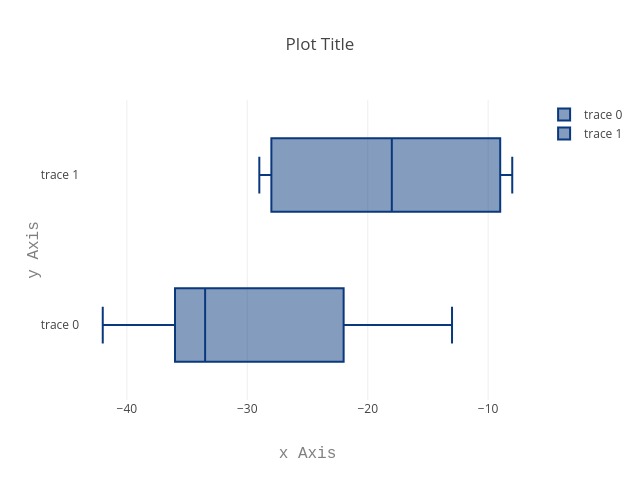 Plot Title
trace 0
trace 1
trace 1
trace 0
y Axis
−40
−30
−20
−10
x Axis